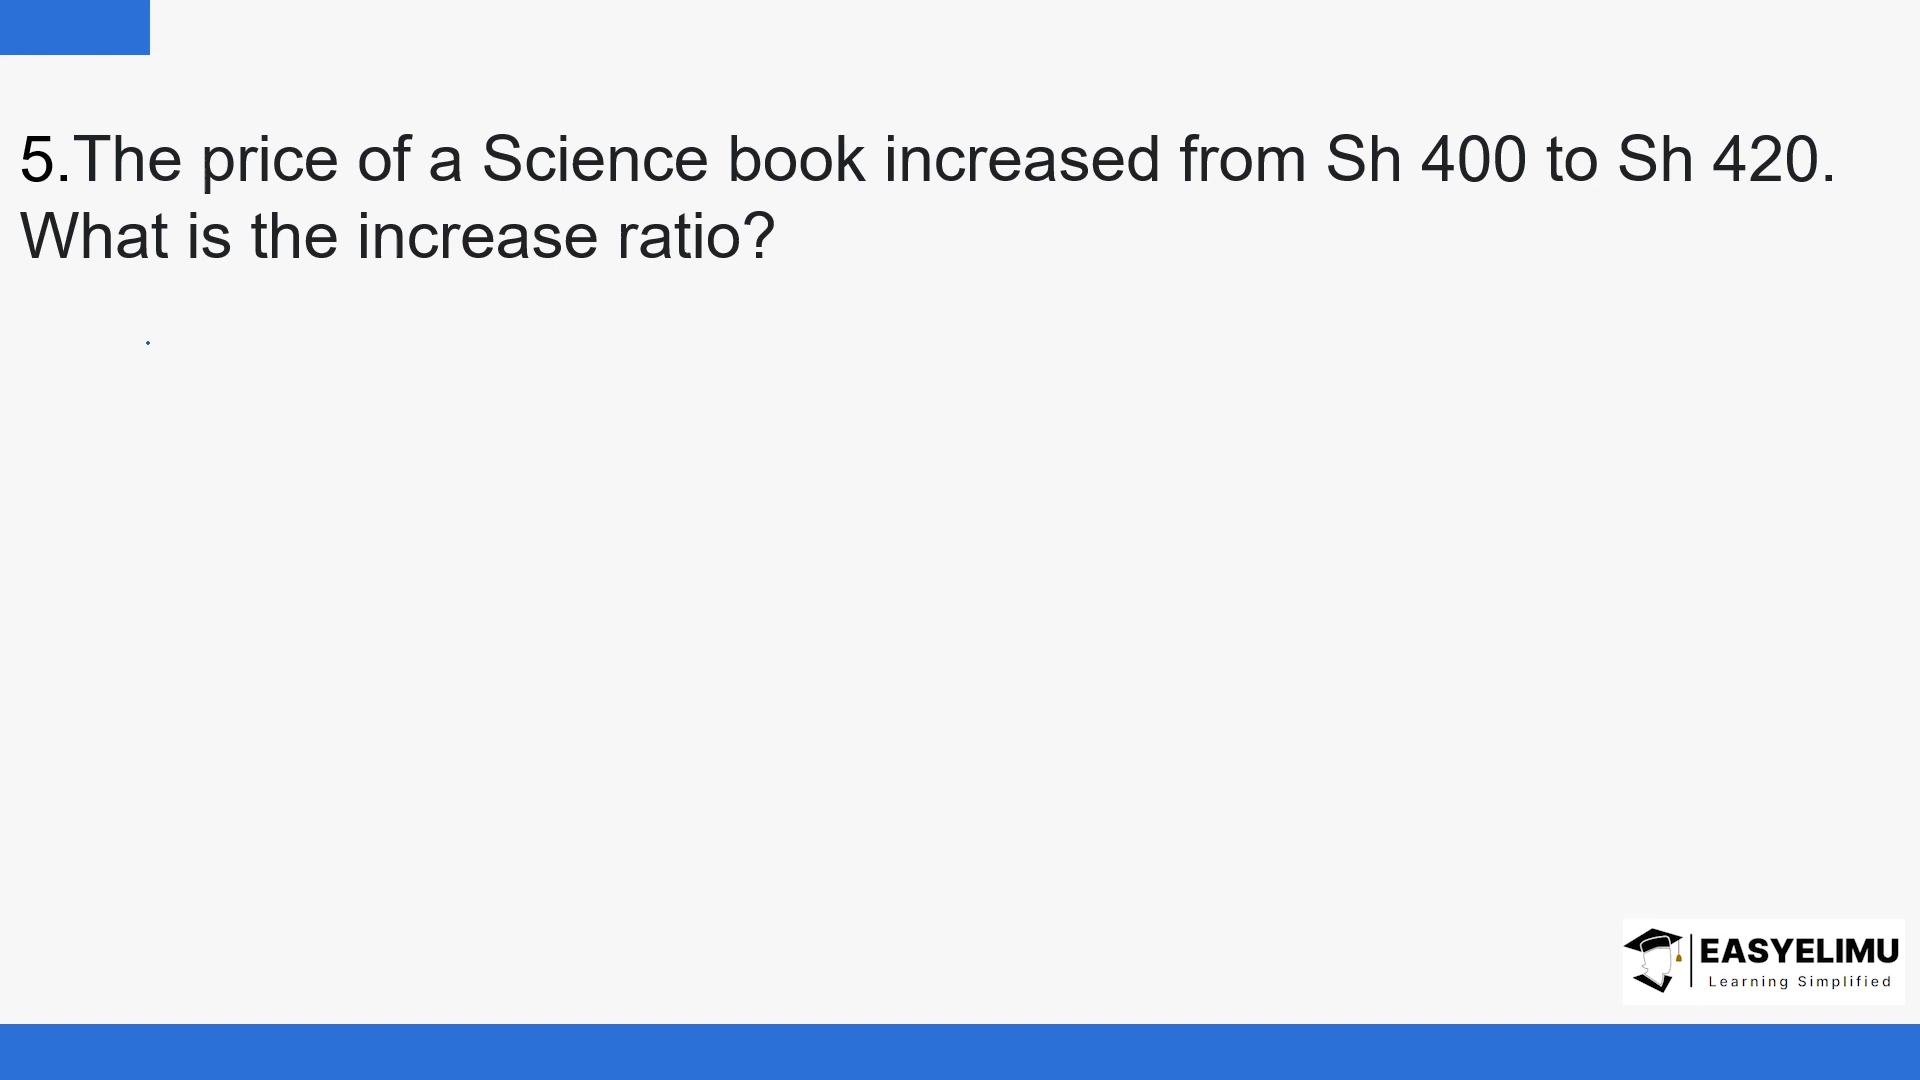 5.The price of a Science book increased from Sh 400 to Sh 420.
What is the increase ratio?
EASYELIMU
Learning Simplified